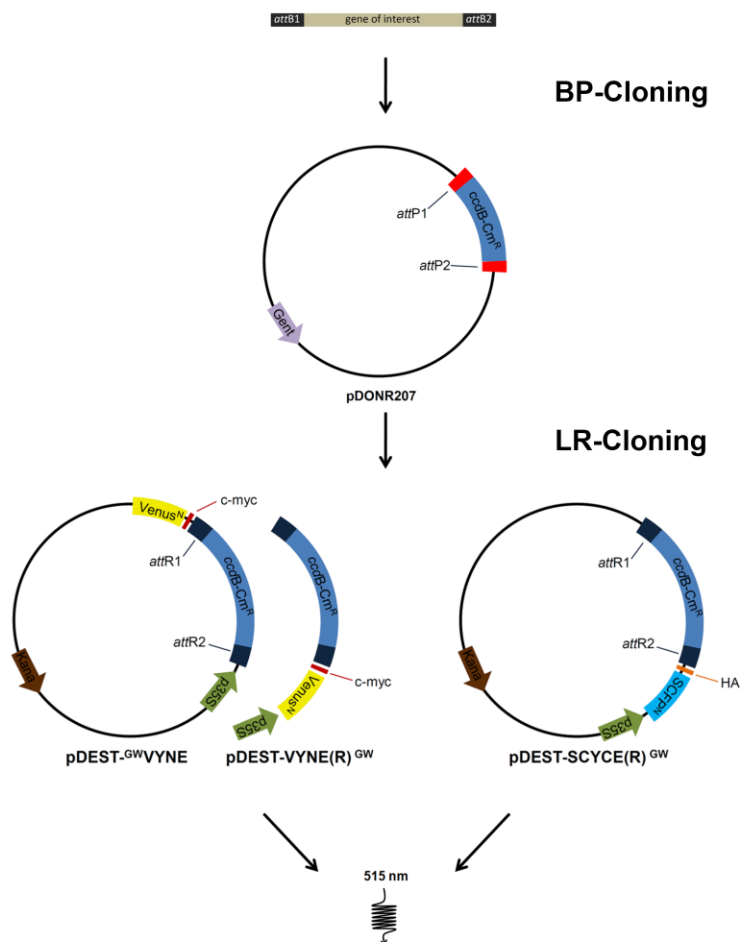 attB1 gene of interest attB2
BP-Cloning
attP1
ccdB-CmR
attP2
Gent
pDONR207
LR-Cloning
VenusN
c-myc
attR1
ccdB-CmR
attR2
Kana
p35S
pDEST-GWVYNE
ccdB-CmR
c-myc
VenusN
p35S
pDEST-VYNE(R) GW
attR1
ccdB-CmR
attR2
HA
SCFPN
Kana
p35S
pDEST-SCYCE(R) GW
515 nm